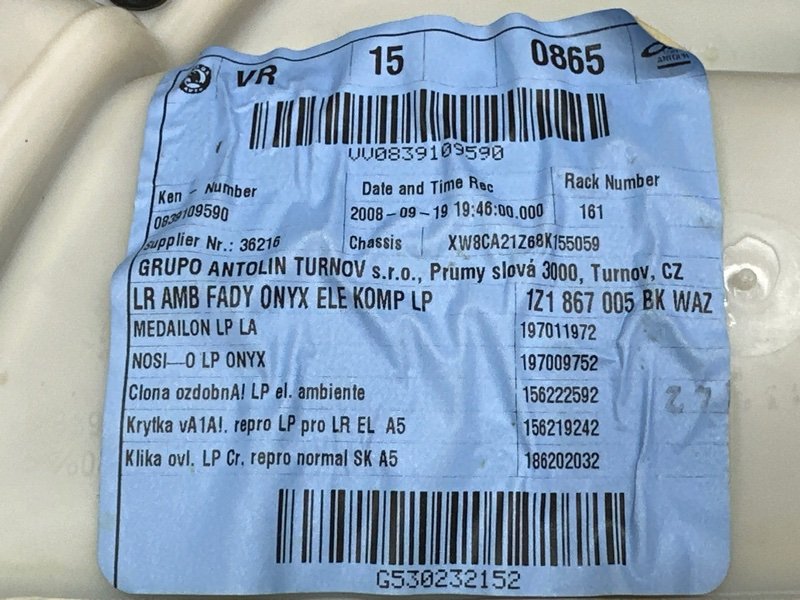 VR 15 0865
VV0839109590
Ken - Number Date and Time Rec Rack Number
0839109590 2008-09-19 19:46:00.000 161
Supplier Nr.: 36216 Chassis XW8CA21Z68K155059
GRUPO ANTOLIN TURNOV s.r.o., Prumy slová 3000, Turnov, CZ
LR AMB FADY ONYX ELE KOMP LP 1Z1 867 005 BK WAZ
MEDAILON LP LA 197011972
NOSI—O LP ONYX 197009752
Clona ozdobnA! LP el. ambiente 156222592
Krytka vA1A!. repro LP pro LR EL A5 156219242
Klika ovl. LP Cr. repro normal SK A5 186202032
G530232152